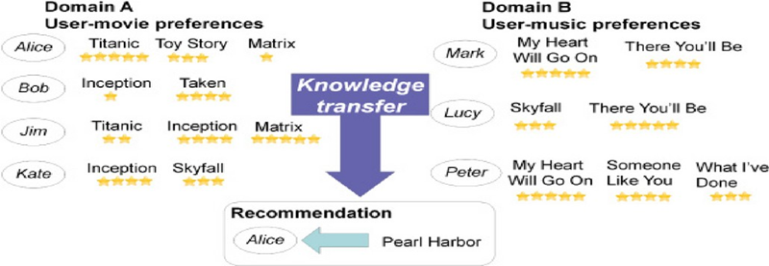 Domain A
User-movie preferences
Alice Titanic Toy Story Matrix
Bob Inception Taken
Jim Titanic Inception Matrix
Kate Inception Skyfall
Knowledge
transfer
Domain B
User-music preferences
Mark My Heart
Will Go On There You'll Be
Lucy Skyfall There You'll Be
Peter My Heart Someone What I've
Will Go On Like You Done
Recommendation
Alice Pearl Harbor